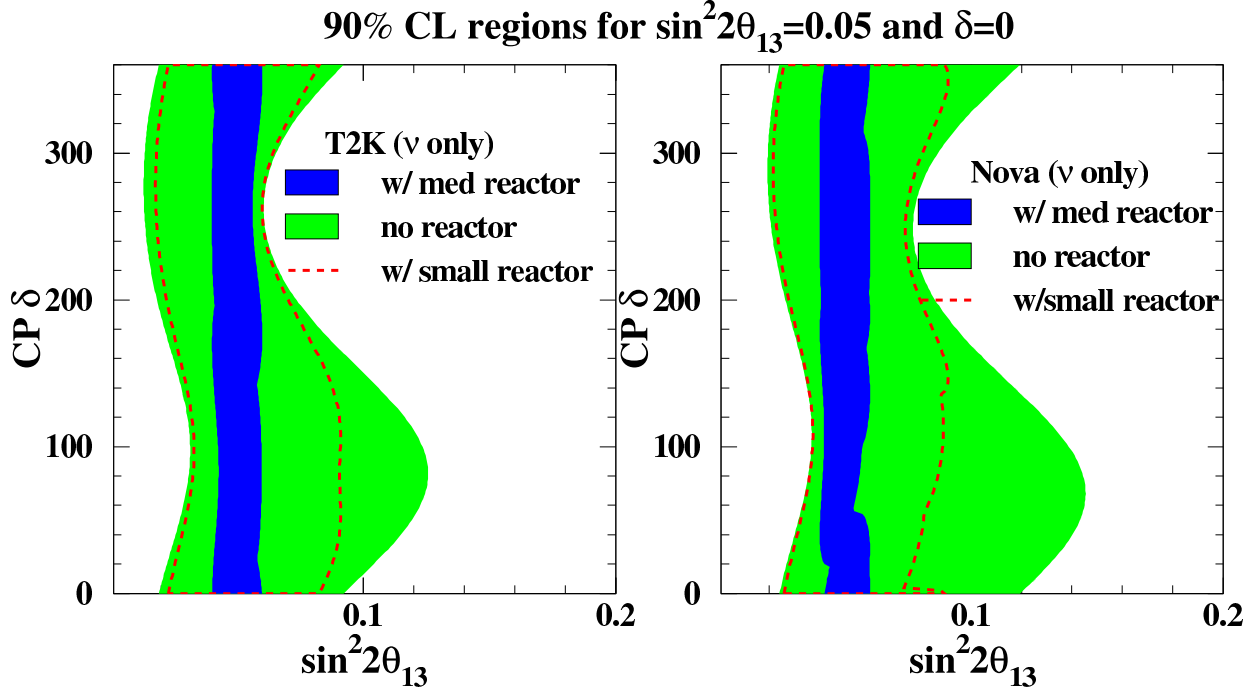 90% CL regions for sin²2θ₁₃=0.05 and δ=0
CP δ
300
200
100
0
T2K (ν only)
w/ med reactor
no reactor
w/ small reactor
0.1
0.2
sin²2θ₁₃
CP δ
300
200
100
0
Nova (ν only)
w/ med reactor
no reactor
w/small reactor
0.1
0.2
sin²2θ₁₃